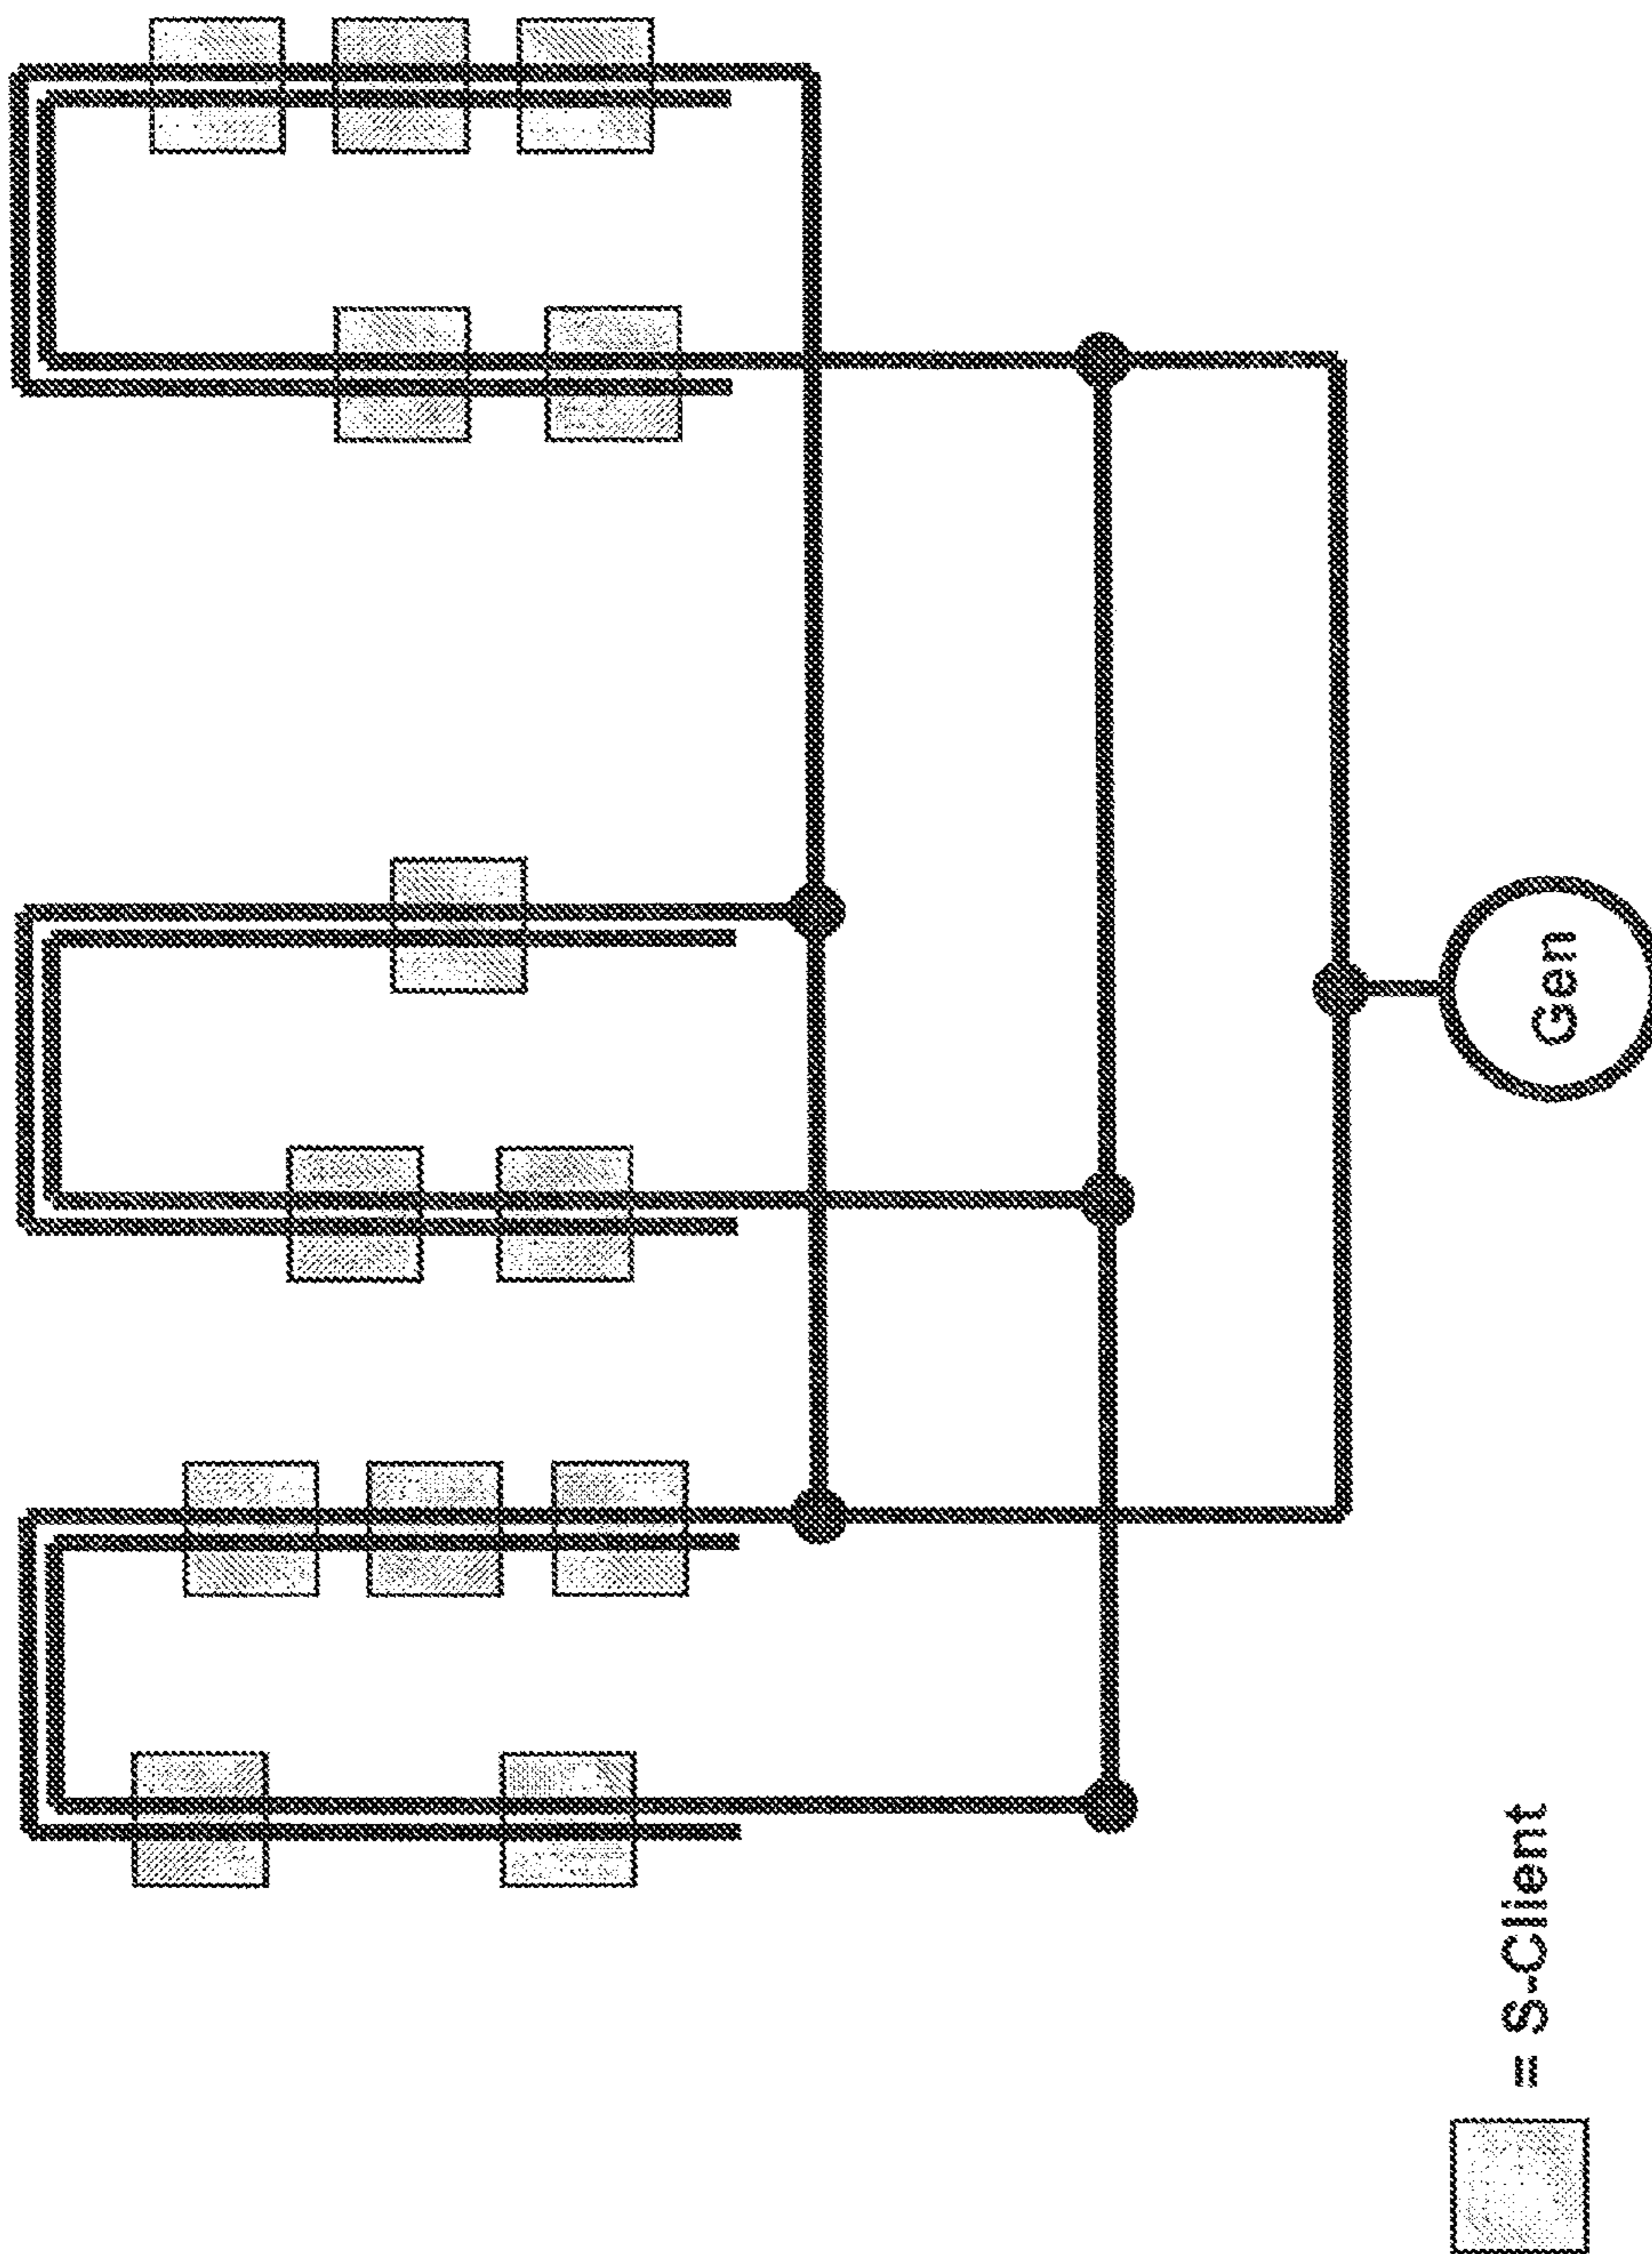 Gen
= S-Client